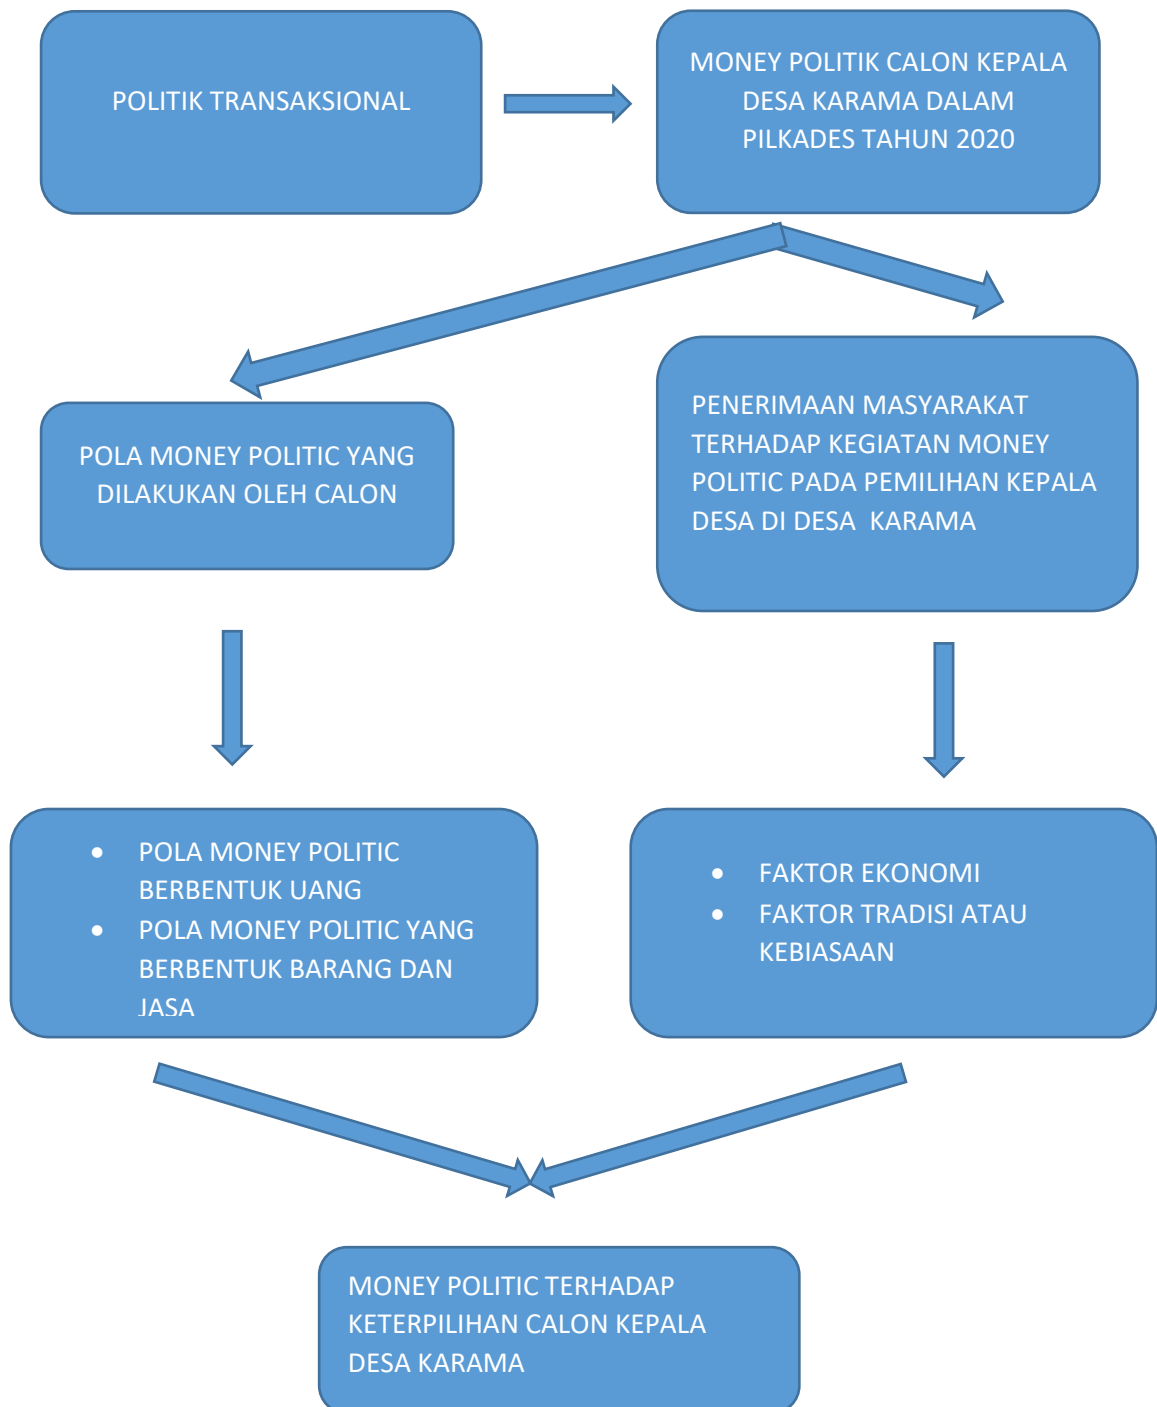 POLITIK TRANSAKSIONAL
MONEY POLITIK CALON KEPALA
DESA KARAMA DALAM
PILKADES TAHUN 2020
POLA MONEY POLITIC YANG
DILAKUKAN OLEH CALON
PENERIMAAN MASYARAKAT
TERHADAP KEGIATAN MONEY
POLITIC PADA PEMILIHAN KEPALA
DESA DI DESA KARAMA
• POLA MONEY POLITIC
BERBENTUK UANG
• POLA MONEY POLITIC YANG
BERBENTUK BARANG DAN
JASA
• FAKTOR EKONOMI
• FAKTOR TRADISI ATAU
KEBIASAAN
MONEY POLITIC TERHADAP
KETERPILIHAN CALON KEPALA
DESA KARAMA